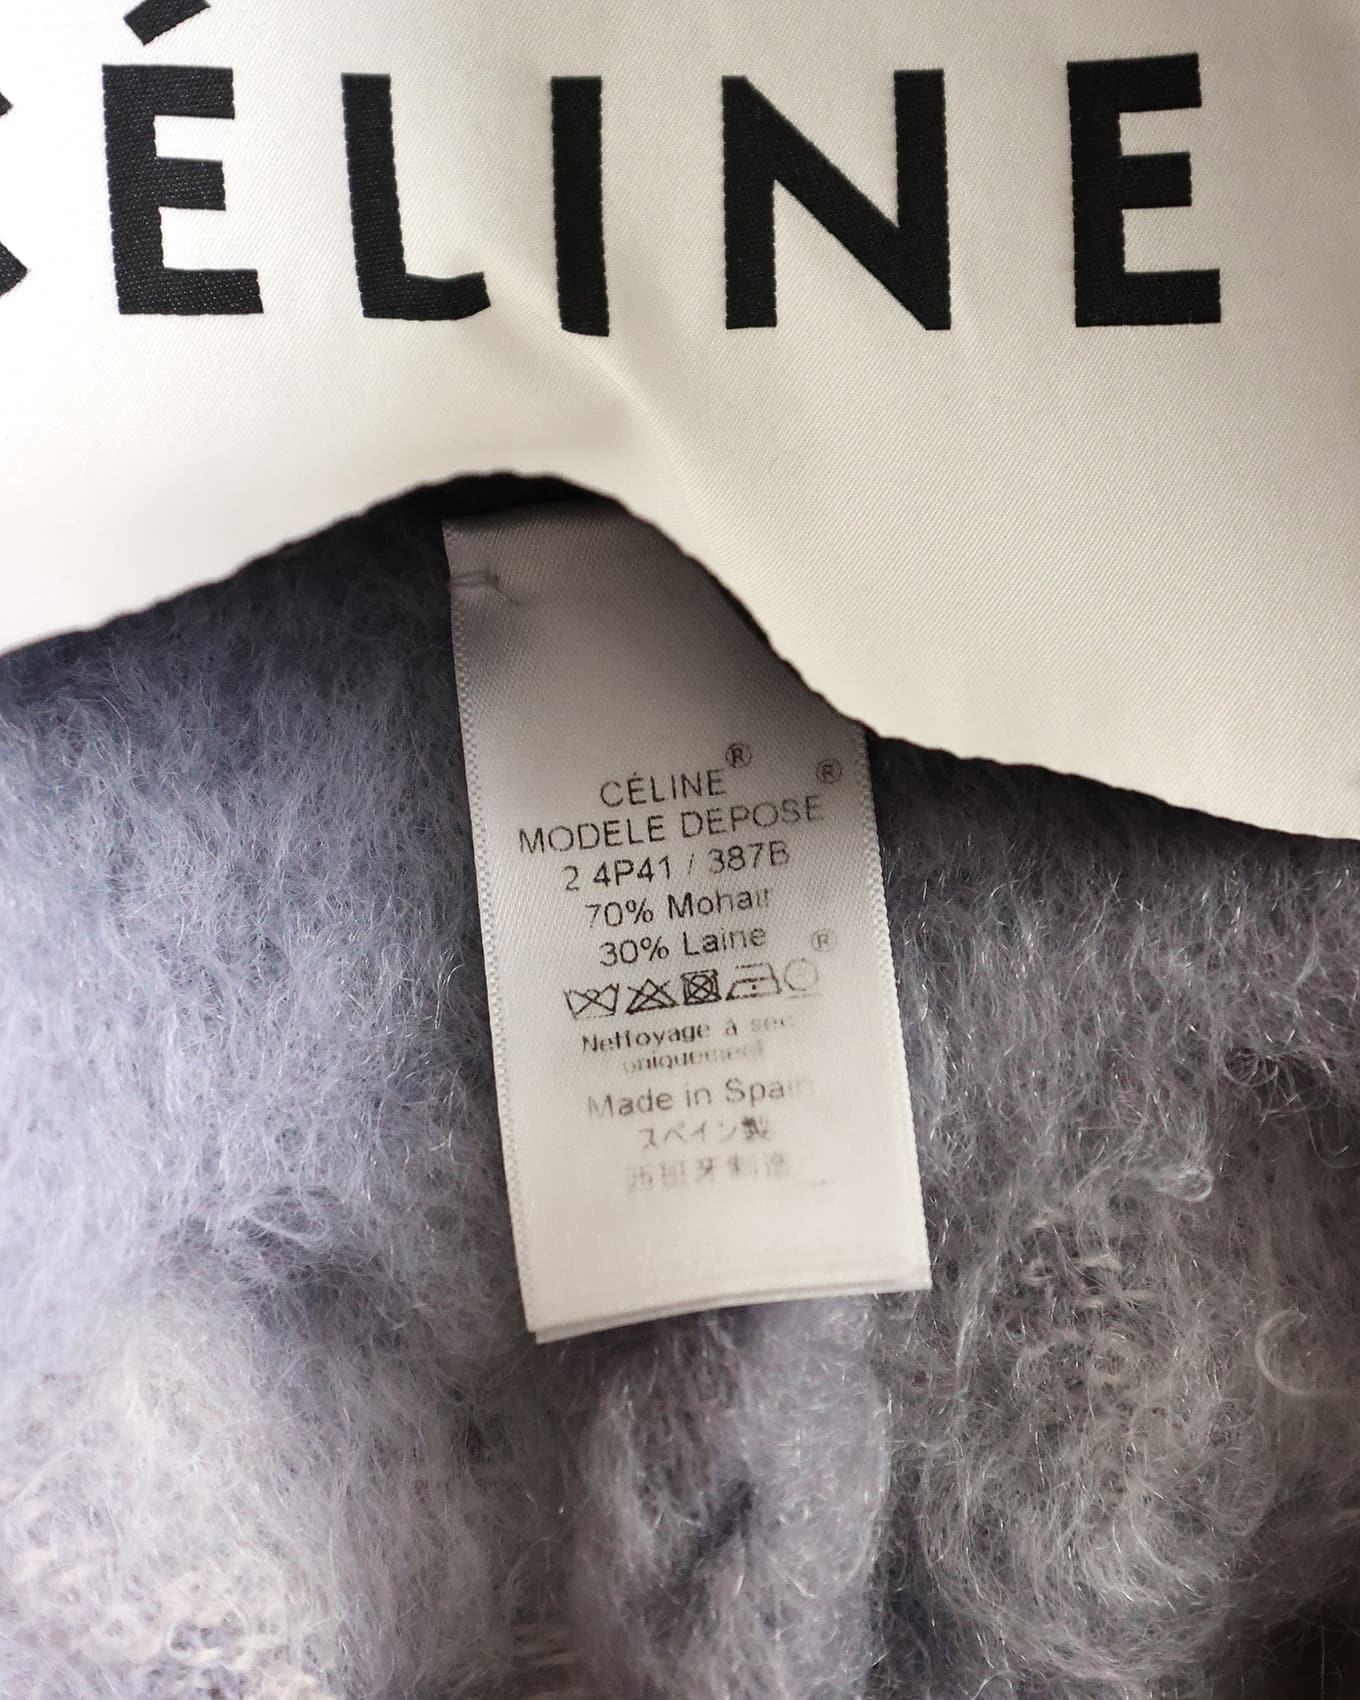 CÉLINE
CÉLINE®
MODELE DEPOSE®
2 4P41 / 387B
70% Mohair
30% Laine ®
Nettoyage à sec
uniquement
Made in Spain
スペイン製
西班牙制造